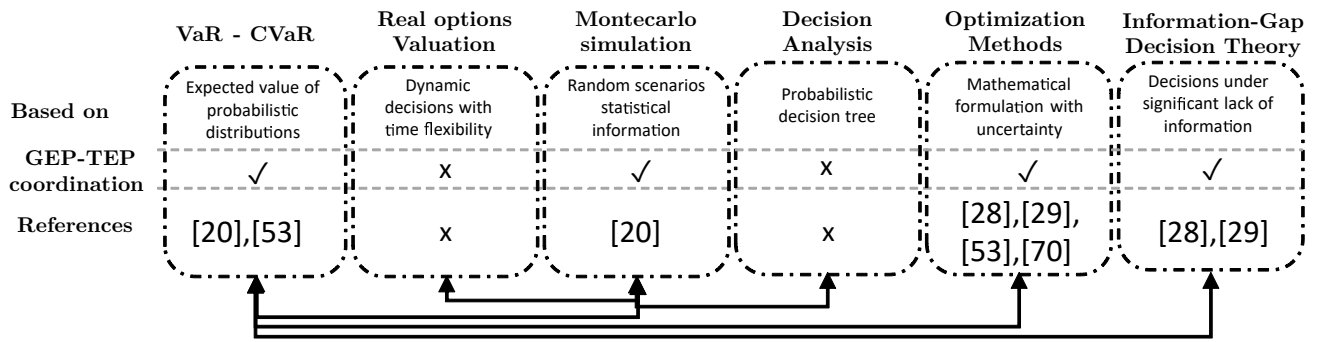 VaR - CVaR
Real options
Valuation
Montecarlo
simulation
Decision
Analysis
Optimization
Methods
Information-Gap
Decision Theory
Based on
Expected value of
probabilistic
distributions
Dynamic
decisions with
time flexibility
Random scenarios
statistical
information
Probabilistic
decision tree
Mathematical
formulation with
uncertainty
Decisions under
significant lack of
information
GEP-TEP
coordination
✓
x
✓
x
✓
✓
References
[20],[53]
x
[20]
x
[28],[29],
[53],[70]
[28],[29]